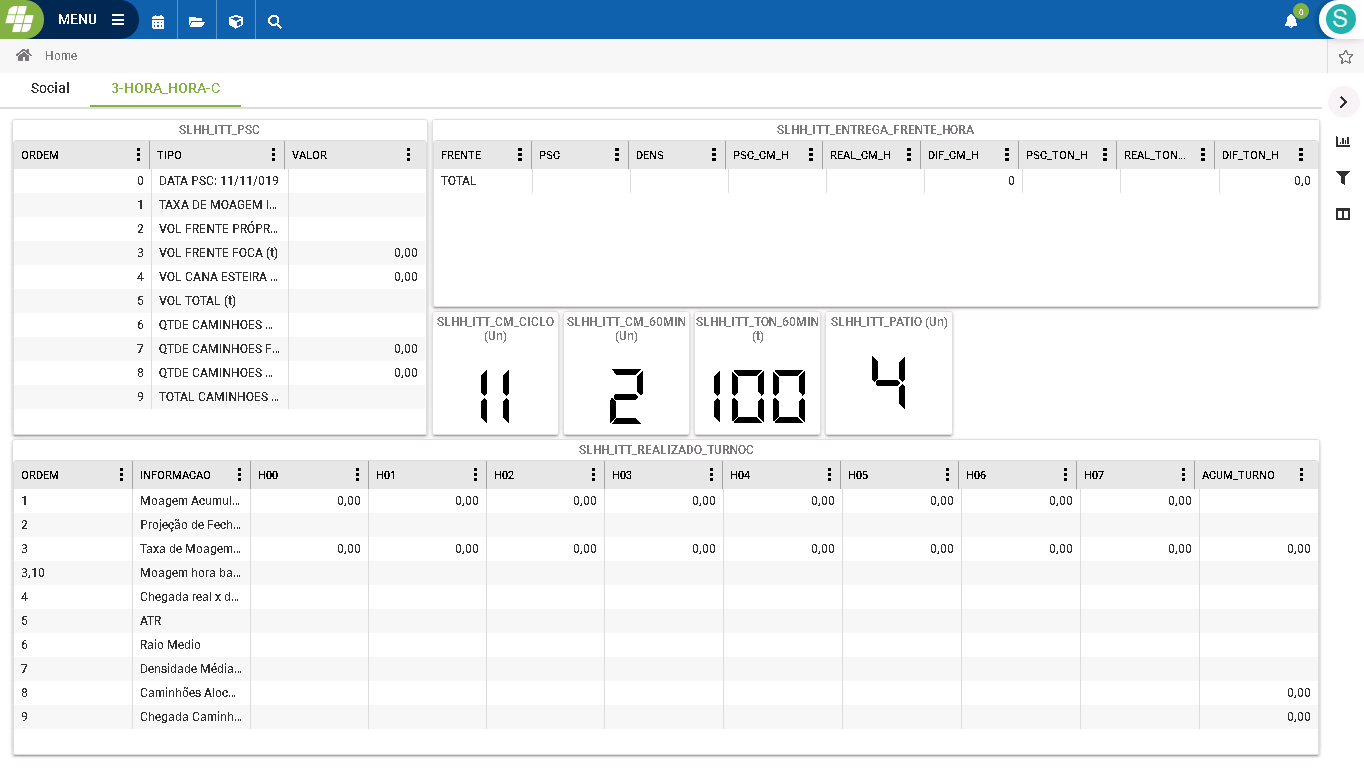 MENU
0
S
Home
Social 3-HORA_HORA-C
SLHH_ITT_PSC
ORDEM TIPO VALOR
0 DATA PSC: 11/11/019
1 TAXA DE MOAGEM I...
2 VOL FRENTE PRÓPR...
3 VOL FRENTE FOCA (t) 0,00
4 VOL CANA ESTEIRA ... 0,00
5 VOL TOTAL (t)
6 QTDE CAMINHOES ...
7 QTDE CAMINHOES F... 0,00
8 QTDE CAMINHOES ... 0,00
9 TOTAL CAMINHOES ...
SLHH_ITT_ENTREGA_FRENTE_HORA
FRENTE PSC DENS PSC_CM_H REAL_CM_H DIF_CM_H PSC_TON_H REAL_TON... DIF_TON_H
TOTAL 0 0,0
SLHH_ITT_CM_CICLO
(Un)
11
SLHH_ITT_CM_60MIN
(Un)
2
SLHH_ITT_TON_60MIN
(t)
100
SLHH_ITT_PATIO (Un)
4
SLHH_ITT_REALIZADO_TURNOC
ORDEM INFORMACAO H00 H01 H02 H03 H04 H05 H06 H07 ACUM_TURNO
1 Moagem Acumul... 0,00 0,00 0,00 0,00 0,00 0,00 0,00 0,00
2 Projeção de Fech...
3 Taxa de Moagem... 0,00 0,00 0,00 0,00 0,00 0,00 0,00 0,00 0,00
3,10 Moagem hora ba...
4 Chegada real x d...
5 ATR
6 Raio Medio
7 Densidade Média...
8 Caminhões Aloc... 0,00
9 Chegada Caminh... 0,00